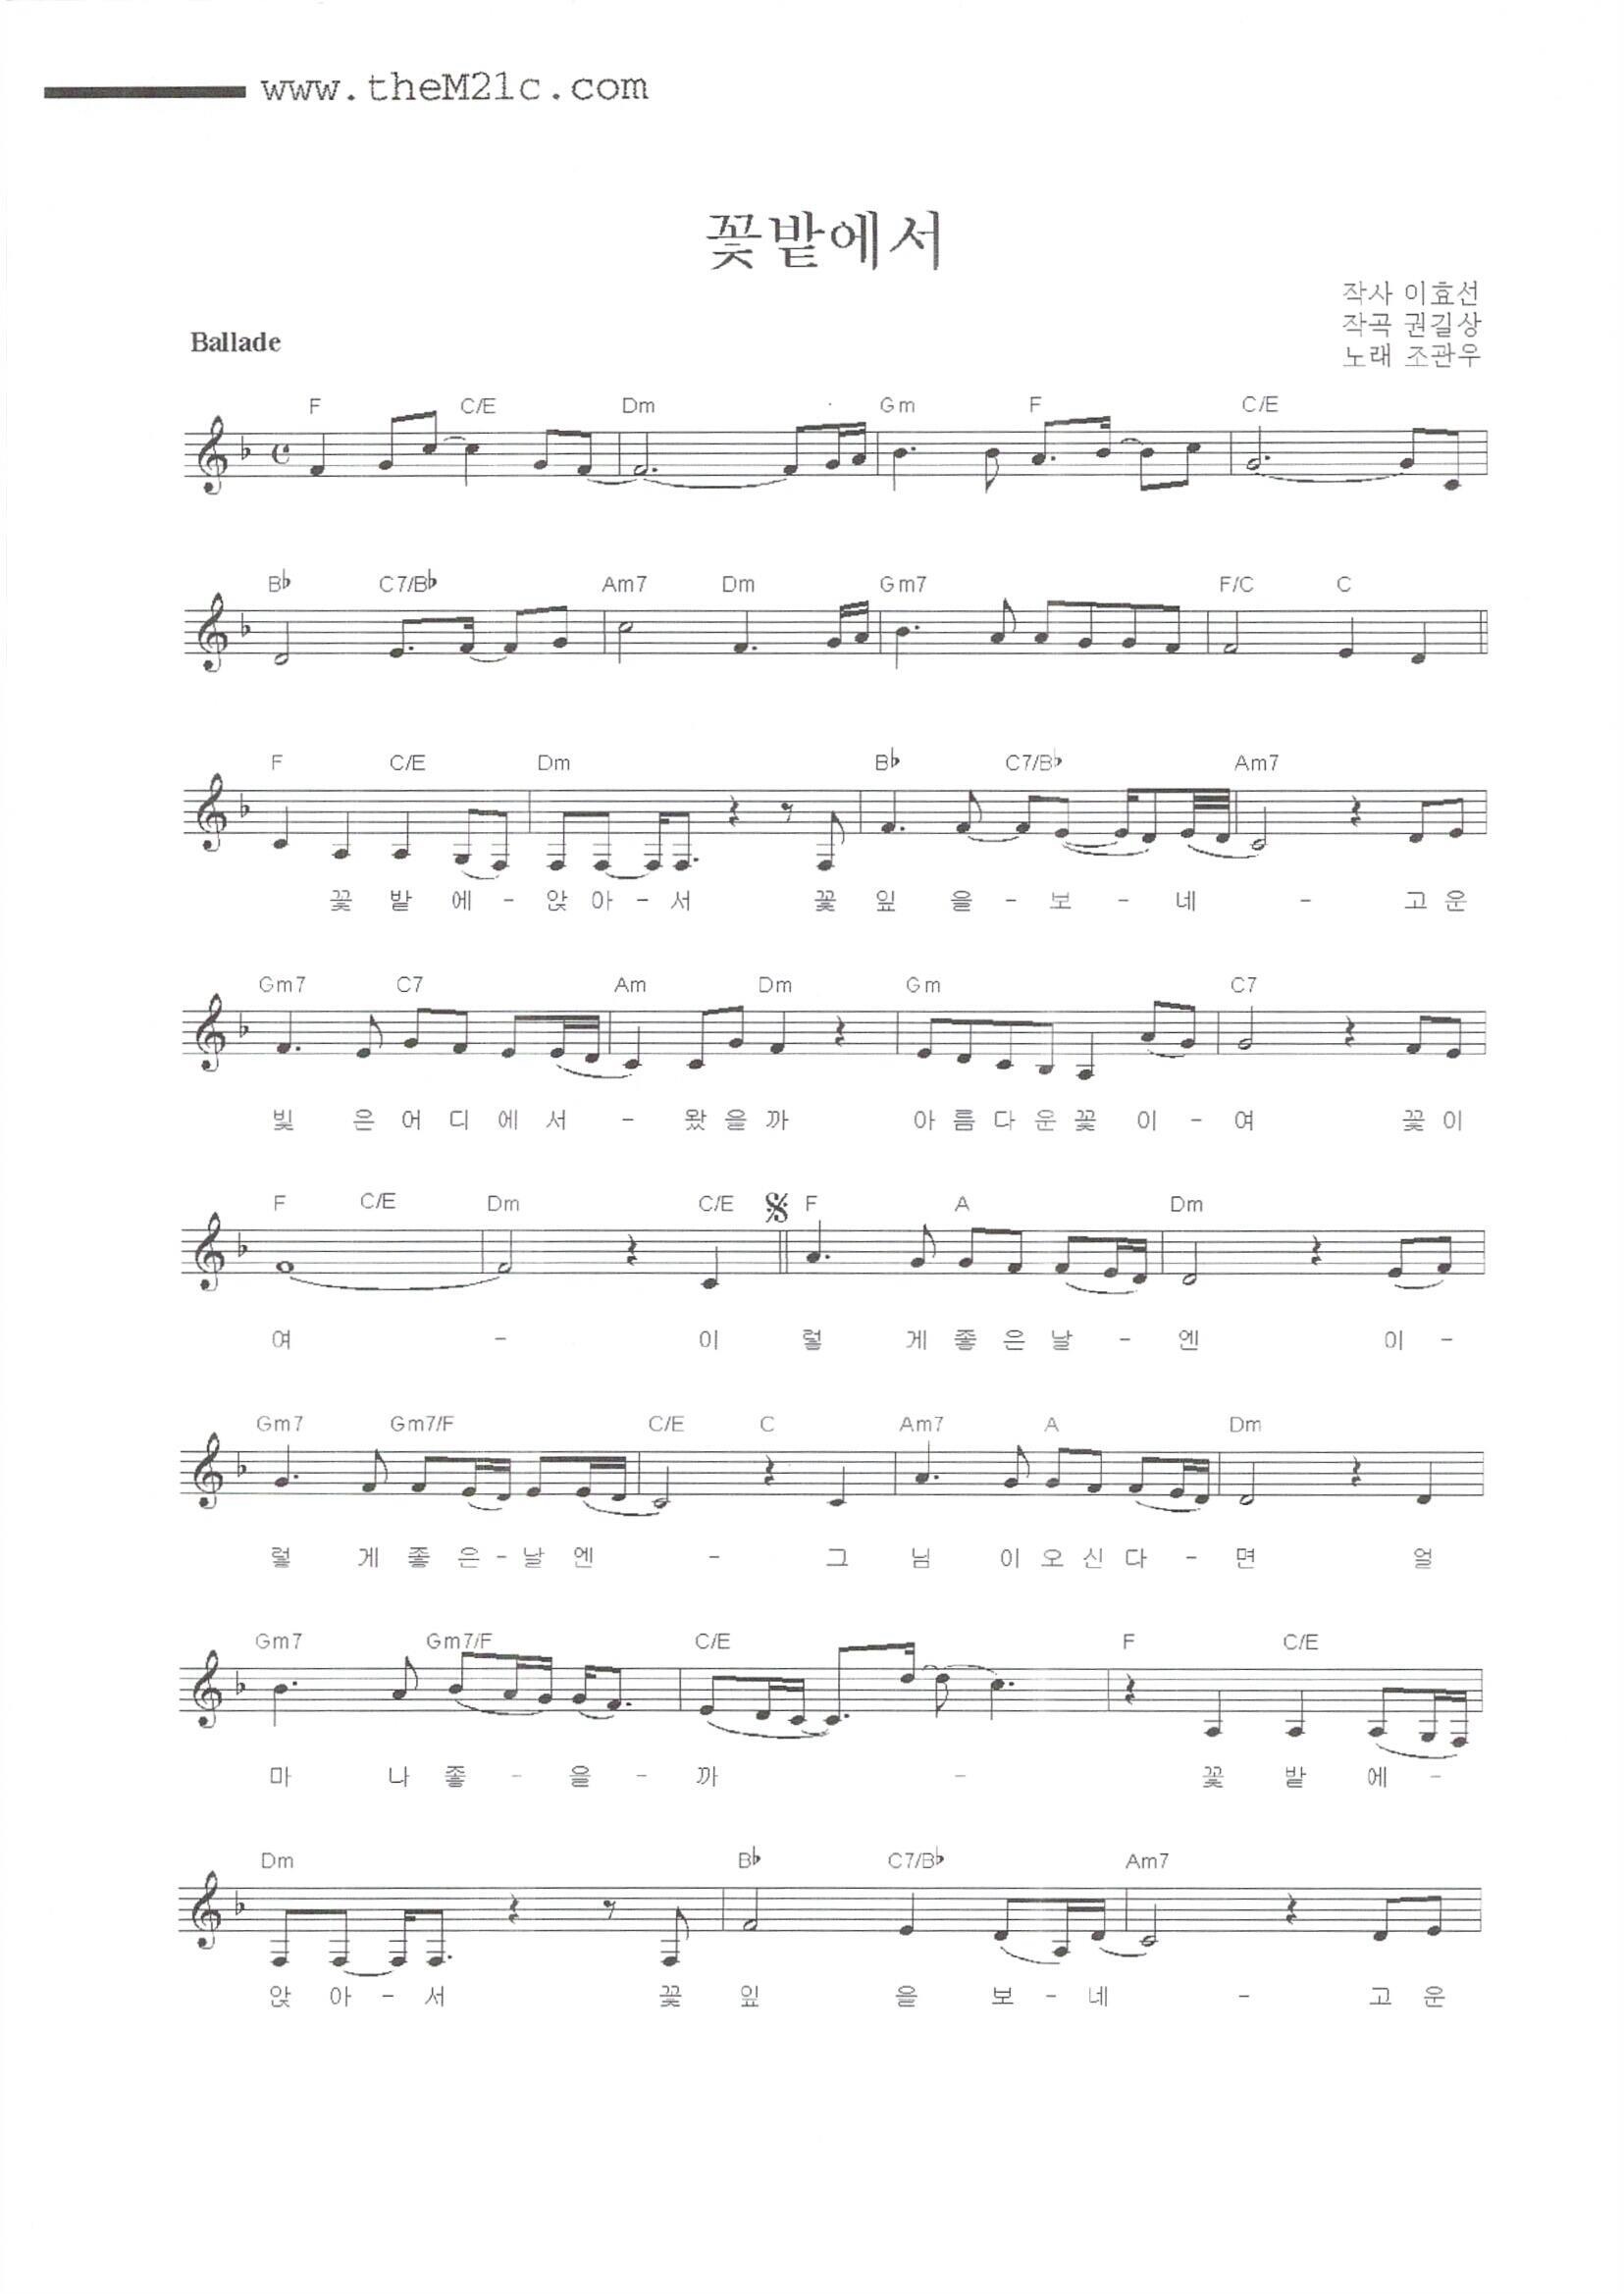 www.theM21c.com
꽃밭에서
작사 이효선
작곡 권길상
노래 조관우
Ballade
F C/E Dm Gm F C/E
B♭ C7/B♭ Am7 Dm Gm7 F/C C
F C/E Dm B♭ C7/B♭ Am7
꽃 밭 에 - 앉 아 - 서 꽃 잎 을 - 보 - 네 - 고 운
Gm7 C7 Am Dm Gm C7
빛 은 어 디 에 서 - 왔 을 까 아 름 다 운 꽃 이 - 여 꽃 이
F C/E Dm C/E F A Dm
여 - 이 렇 게 좋 은 날 - 엔 이 -
Gm7 Gm7/F C/E C Am7 A Dm
렇 게 좋 은 - 날 엔 - 그 님 이 오 신 다 - 면 얼
Gm7 Gm7/F C/E F C/E
마 나 좋 - 을 - 까 - 꽃 밭 에 -
Dm B♭ C7/B♭ Am7
앉 아 - 서 꽃 잎 을 보 - 네 - 고 운